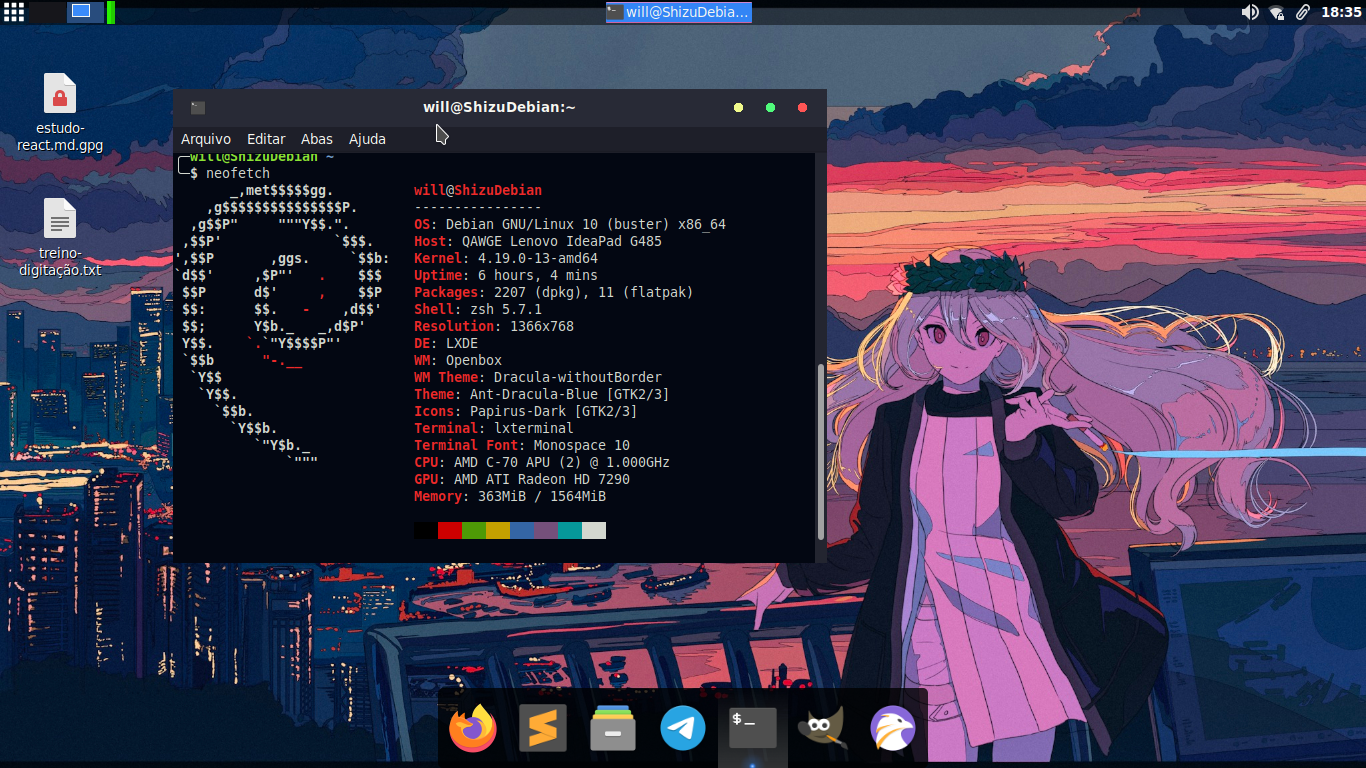 will@ShizuDebia...
18:35
estudo-
react.md.gpg
treino-
digitação.txt
will@ShizuDebian:~
Arquivo Editar Abas Ajuda
╭─will@ShizuDebian ~
╰─$ neofetch
       _,met$$$$$gg.          will@ShizuDebian
    ,g$$$$$$$$$$$$$$$P.       ----------------
  ,g$$P"     """Y$$.".        OS: Debian GNU/Linux 10 (buster) x86_64
 ,$$P'              `$$$.     Host: QAWGE Lenovo IdeaPad G485
',$$P       ,ggs.     `$$b:   Kernel: 4.19.0-13-amd64
`d$$'     ,$P"'   .    $$$    Uptime: 6 hours, 4 mins
 $$P      d$'     ,    $$P    Packages: 2207 (dpkg), 11 (flatpak)
 $$:      $$.   -    ,d$$'    Shell: zsh 5.7.1
 $$;      Y$b._   _,d$P'      Resolution: 1366x768
 Y$$.    `.`"Y$$$$P"'         DE: LXDE
 `$$b      "-.__              WM: Openbox
  `Y$$                        WM Theme: Dracula-withoutBorder
   `Y$$.                      Theme: Ant-Dracula-Blue [GTK2/3]
     `$$b.                    Icons: Papirus-Dark [GTK2/3]
       `Y$$b.                 Terminal: lxterminal
          `"Y$b._             Terminal Font: Monospace 10
              `"""            CPU: AMD C-70 APU (2) @ 1.000GHz
GPU: AMD ATI Radeon HD 7290
Memory: 363MiB / 1564MiB
$_